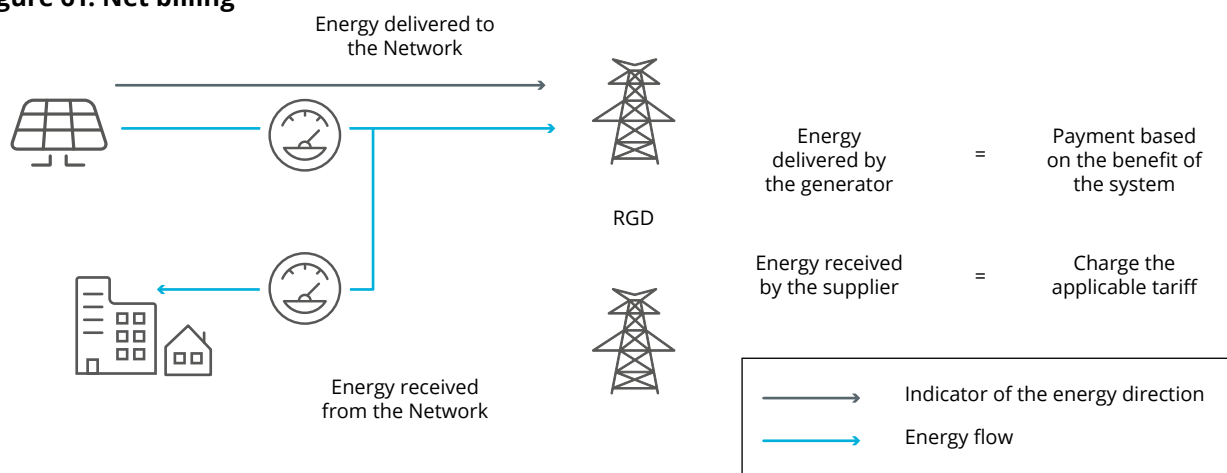 Figure 61. Net billing
Energy delivered to
the Network
RGD
Energy received
from the Network
Energy
delivered by
the generator
=
Payment based
on the benefit of
the system
Energy received
by the supplier
=
Charge the
applicable tariff
Indicator of the energy direction
Energy flow